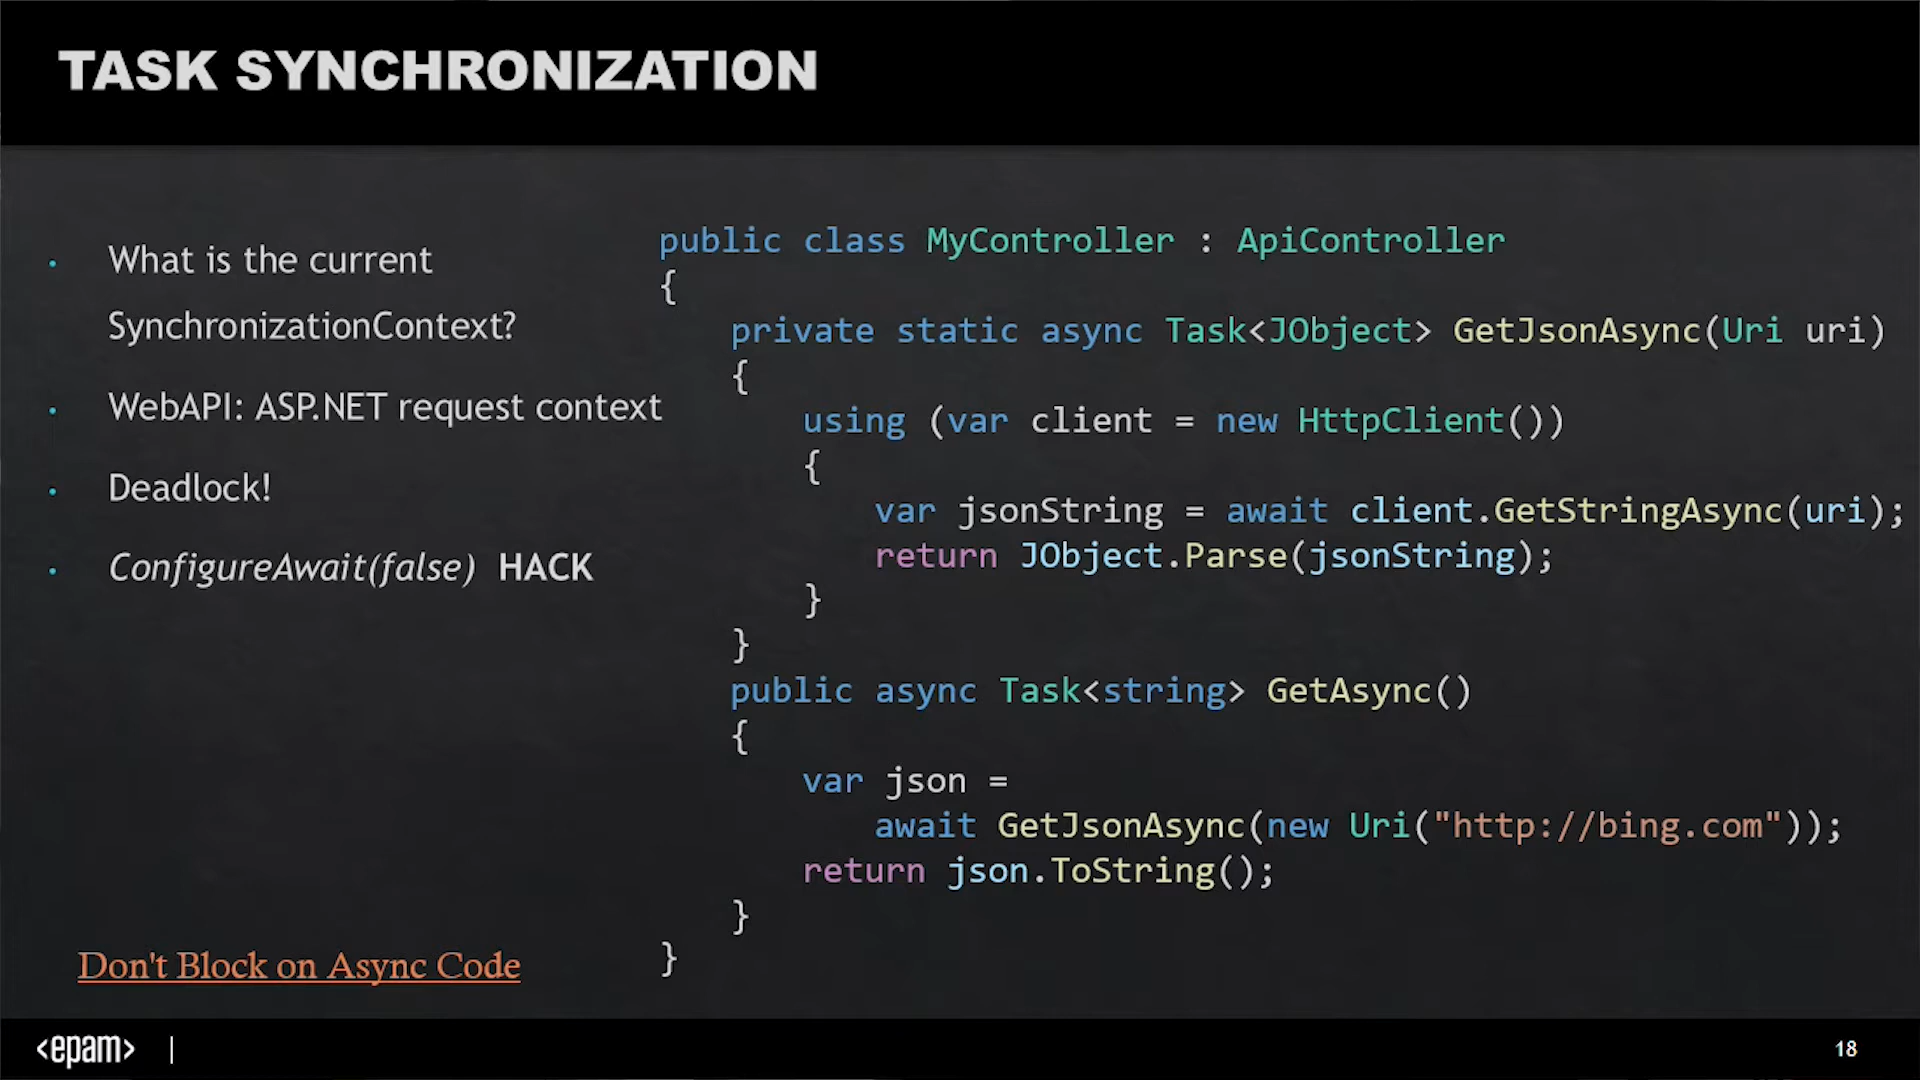 TASK SYNCHRONIZATION
What is the current
SynchronizationContext?
WebAPI: ASP.NET request context
Deadlock!
ConfigureAwait(false) HACK
Don't Block on Async Code
public class MyController : ApiController
{
private static async Task<JObject> GetJsonAsync(Uri uri)
{
using (var client = new HttpClient())
{
var jsonString = await client.GetStringAsync(uri);
return JObject.Parse(jsonString);
}
}
public async Task<string> GetAsync()
{
var json =
await GetJsonAsync(new Uri("http://bing.com"));
return json.ToString();
}
}
<epam> |
18